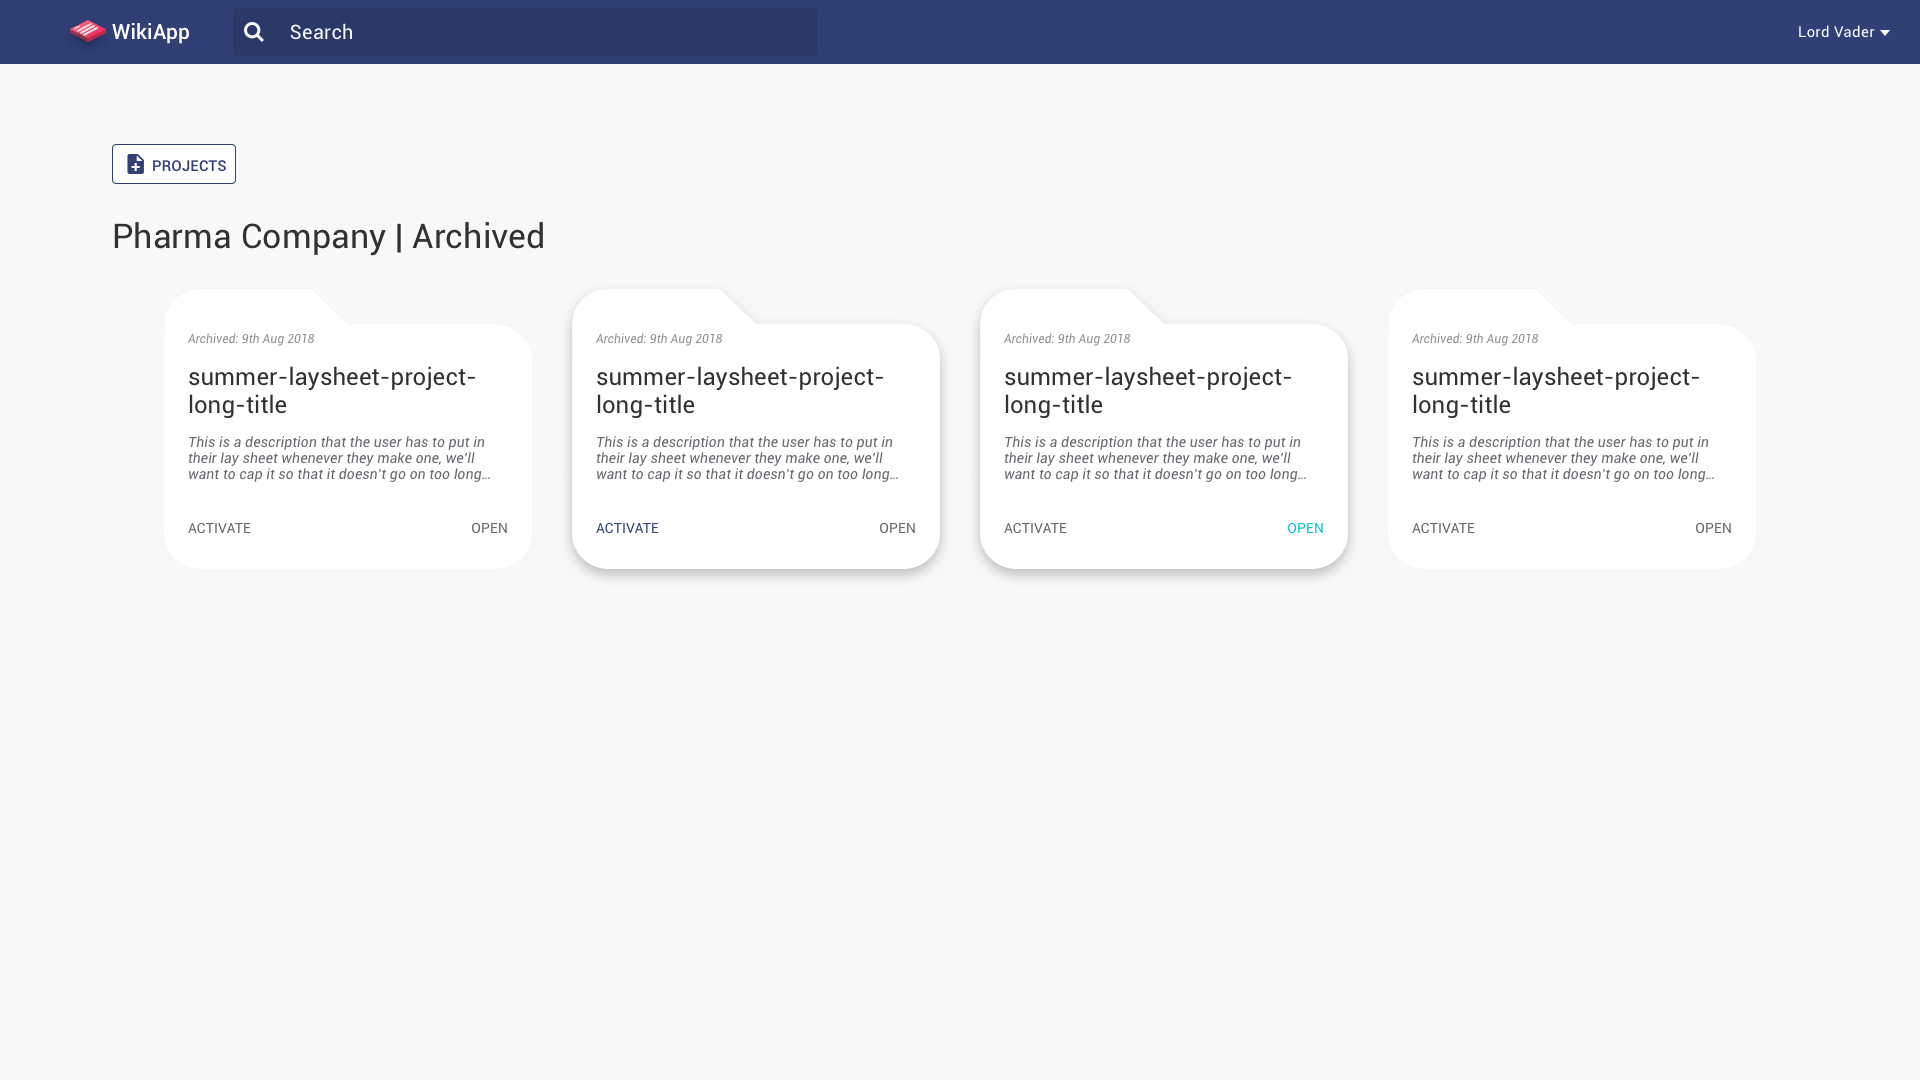 WikiApp
Search
Lord Vader
PROJECTS
Pharma Company | Archived
Archived: 9th Aug 2018
summer-laysheet-project-
long-title
This is a description that the user has to put in
their lay sheet whenever they make one, we'll
want to cap it so that it doesn't go on too long...
ACTIVATE
OPEN
Archived: 9th Aug 2018
summer-laysheet-project-
long-title
This is a description that the user has to put in
their lay sheet whenever they make one, we'll
want to cap it so that it doesn't go on too long...
ACTIVATE
OPEN
Archived: 9th Aug 2018
summer-laysheet-project-
long-title
This is a description that the user has to put in
their lay sheet whenever they make one, we'll
want to cap it so that it doesn't go on too long...
ACTIVATE
OPEN
Archived: 9th Aug 2018
summer-laysheet-project-
long-title
This is a description that the user has to put in
their lay sheet whenever they make one, we'll
want to cap it so that it doesn't go on too long...
ACTIVATE
OPEN